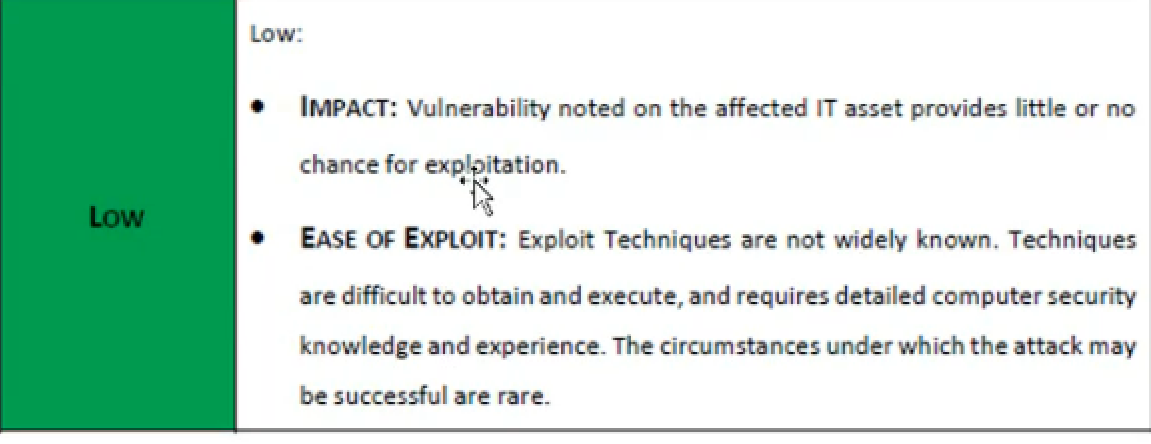 Low
Low:
• IMPACT: Vulnerability noted on the affected IT asset provides little or no
chance for exploitation.
• EASE OF EXPLOIT: Exploit Techniques are not widely known. Techniques
are difficult to obtain and execute, and requires detailed computer security
knowledge and experience. The circumstances under which the attack may
be successful are rare.